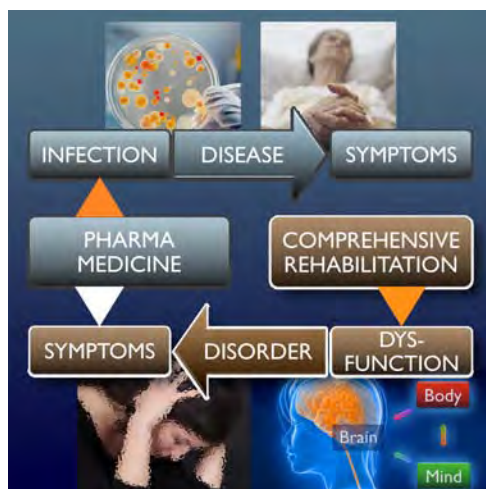 INFECTION
DISEASE
SYMPTOMS
PHARMA
MEDICINE
COMPREHENSIVE
REHABILITATION
SYMPTOMS
DISORDER
DYS-
FUNCTION
Body
Brain
Mind